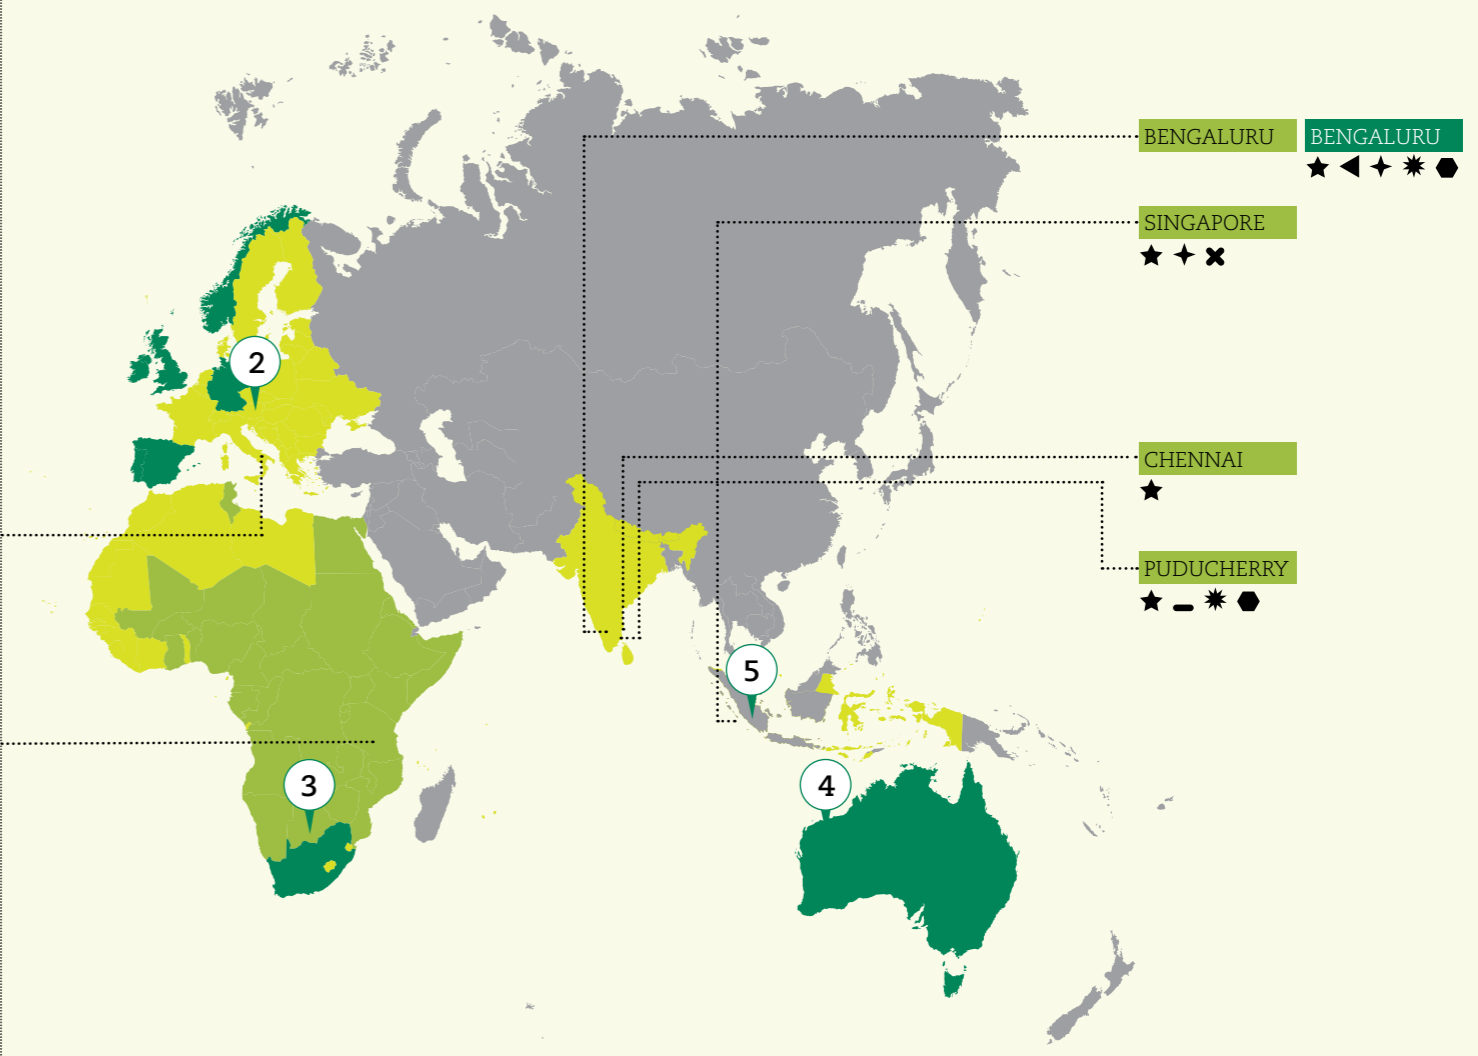 BENGALURU BENGALURU
SINGAPORE
2
CHENNAI
PUDUCHERRY
5
3
4